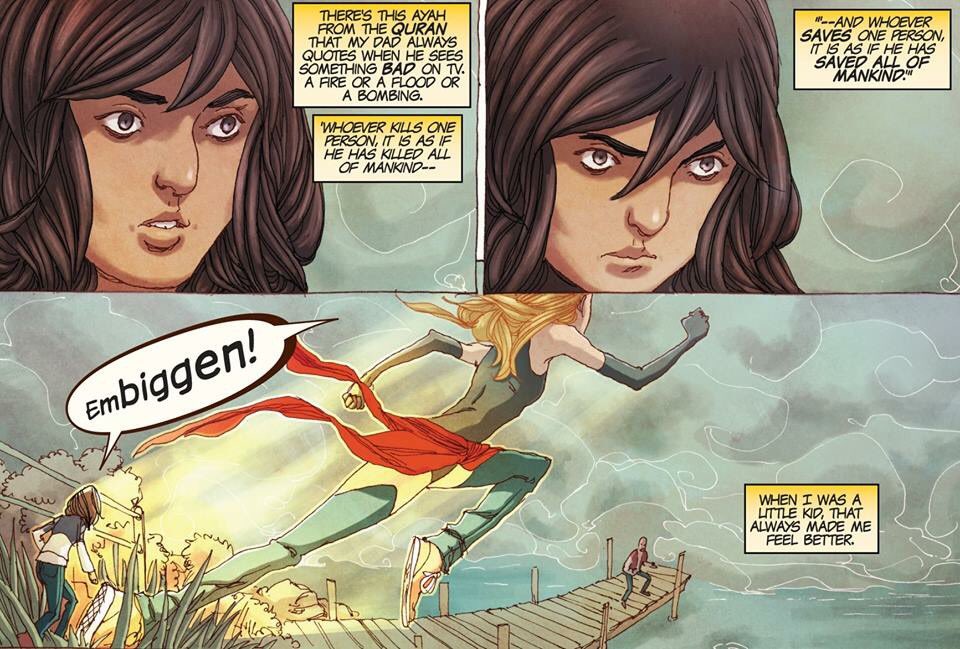 THERE'S THIS AYAH
FROM THE QURAN
THAT MY DAD ALWAYS
QUOTES WHEN HE SEES
SOMETHING BAD ON TV.
A FIRE OR A FLOOD OR
A BOMBING.
'WHOEVER KILLS ONE
PERSON, IT IS AS IF
HE HAS KILLED ALL
OF MANKIND--
"'--AND WHOEVER
SAVES ONE PERSON,
IT IS AS IF HE HAS
SAVED ALL OF
MANKIND.'"
Embiggen!
WHEN I WAS A
LITTLE KID, THAT
ALWAYS MADE ME
FEEL BETTER.